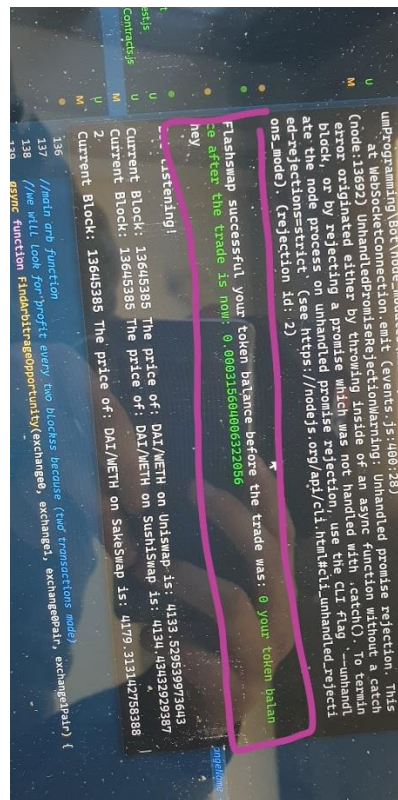 umProgramming\Bot\node_modules
at WebSocketConnection.emit (events.js:400:28)
(node:13692) UnhandledPromiseRejectionWarning: Unhandled promise rejection. This
error originated either by throwing inside of an async function without a catch
block, or by rejecting a promise which was not handled with .catch(). To termin
ate the node process on unhandled promise rejection, use the CLI flag `--unhandl
ed-rejections=strict` (see https://nodejs.org/api/cli.html#cli_unhandled_rejecti
ons_mode). (rejection id: 2)
Flashswap successful your token balance before the trade was: 0 your token balan
ce after the trade is now: 0.000315604006322056
hey
listening!
Current Block: 13645385 The price of: DAI/WETH on Uniswap is: 4133.529539973643
Current Block: 13645385 The price of: DAI/WETH on SushiSwap is: 4134.43432929387
2
Current Block: 13645385 The price of: DAI/WETH on SakeSwap is: 4179.313142758388
est.js U
Contracts.js U
M
U
M
M
U
136 //main arb function
137 //we will look for profit every two blockss because (two transactions mode)
138 async function FindArbitrageOpportunity(exchange0, exchange1, exchange0Pair, exchange1Pair) {
139